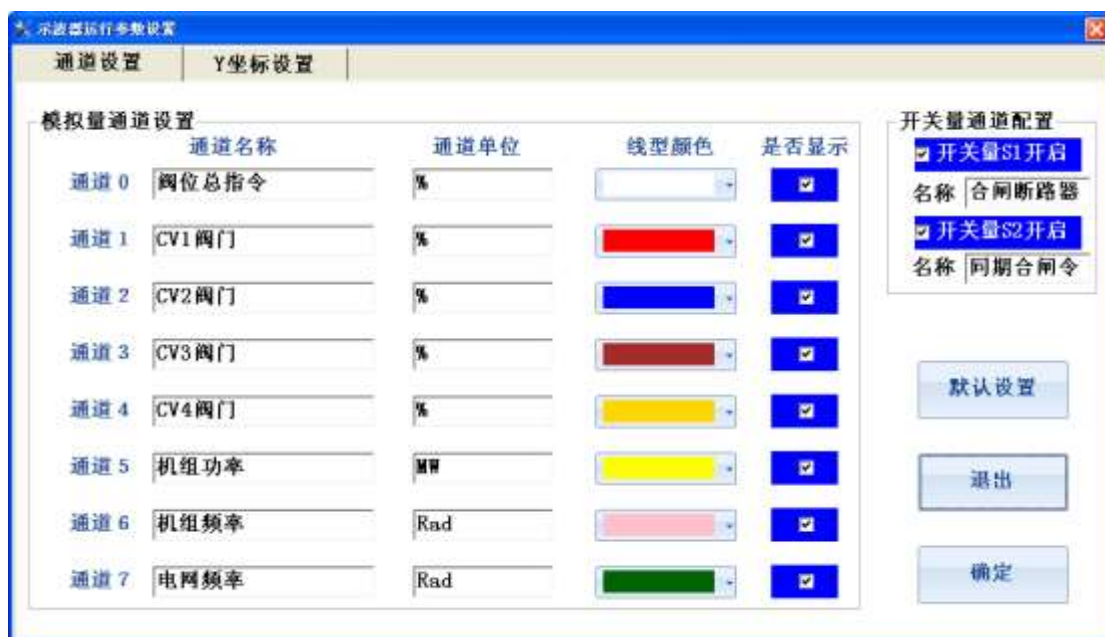 示波器运行参数设置
通道设置 Y坐标设置
模拟量通道设置
通道名称 通道单位 线型颜色 是否显示
通道 0 阀位总指令 %
通道 1 CV1阀门 %
通道 2 CV2阀门 %
通道 3 CV3阀门 %
通道 4 CV4阀门 %
通道 5 机组功率 MW
通道 6 机组频率 Rad
通道 7 电网频率 Rad
开关量通道配置
开关量S1开启
名称 合闸断路器
开关量S2开启
名称 同期合闸令
默认设置
退出
确定